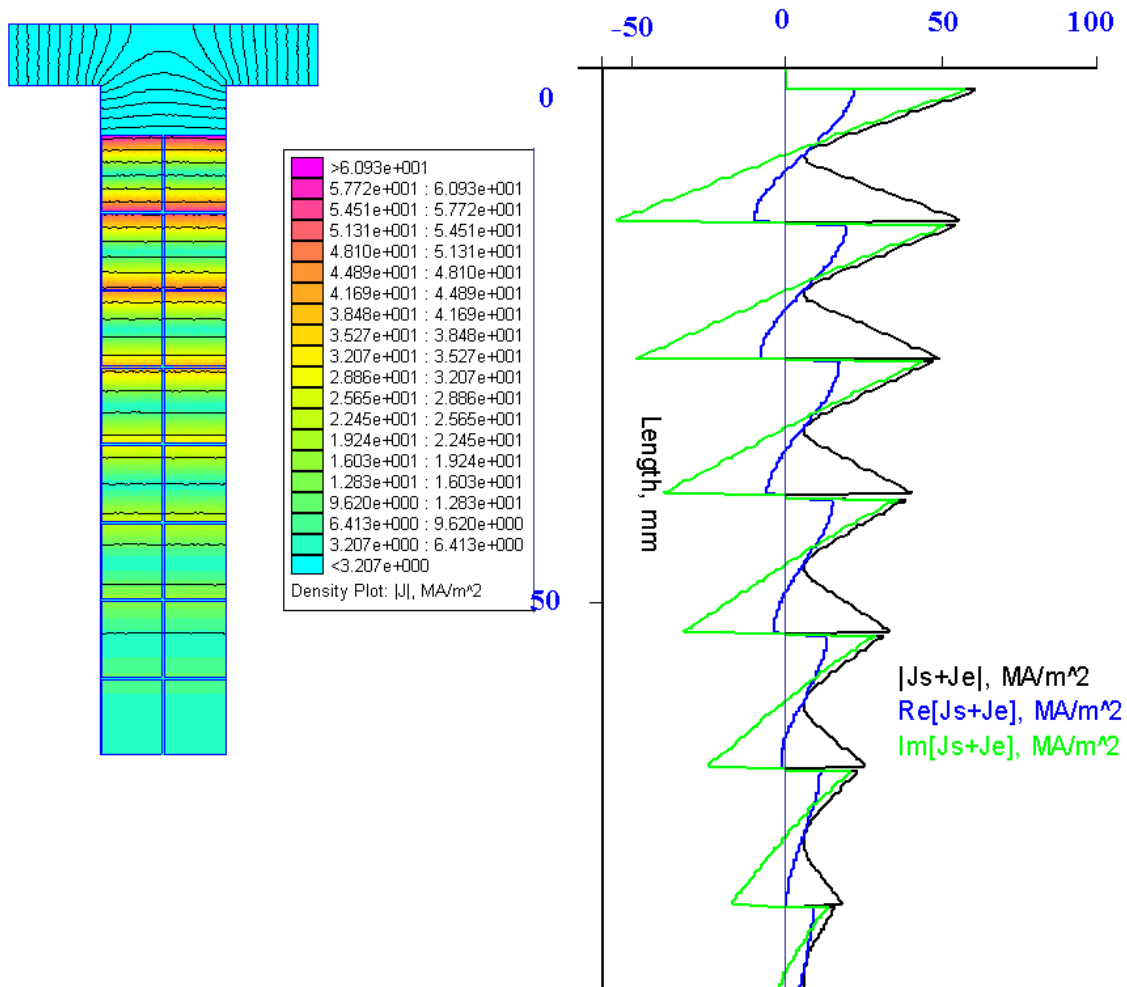 -50 0 50 100
0
>6.093e+001
5.772e+001 : 6.093e+001
5.451e+001 : 5.772e+001
5.131e+001 : 5.451e+001
4.810e+001 : 5.131e+001
4.489e+001 : 4.810e+001
4.169e+001 : 4.489e+001
3.848e+001 : 4.169e+001
3.527e+001 : 3.848e+001
3.207e+001 : 3.527e+001
2.886e+001 : 3.207e+001
2.565e+001 : 2.886e+001
2.245e+001 : 2.565e+001
1.924e+001 : 2.245e+001
1.603e+001 : 1.924e+001
1.283e+001 : 1.603e+001
9.620e+000 : 1.283e+001
6.413e+000 : 9.620e+000
3.207e+000 : 6.413e+000
<3.207e+000
Density Plot: |J|, MA/m^2
Length, mm
50
|Js+Je|, MA/m^2
Re[Js+Je], MA/m^2
Im[Js+Je], MA/m^2